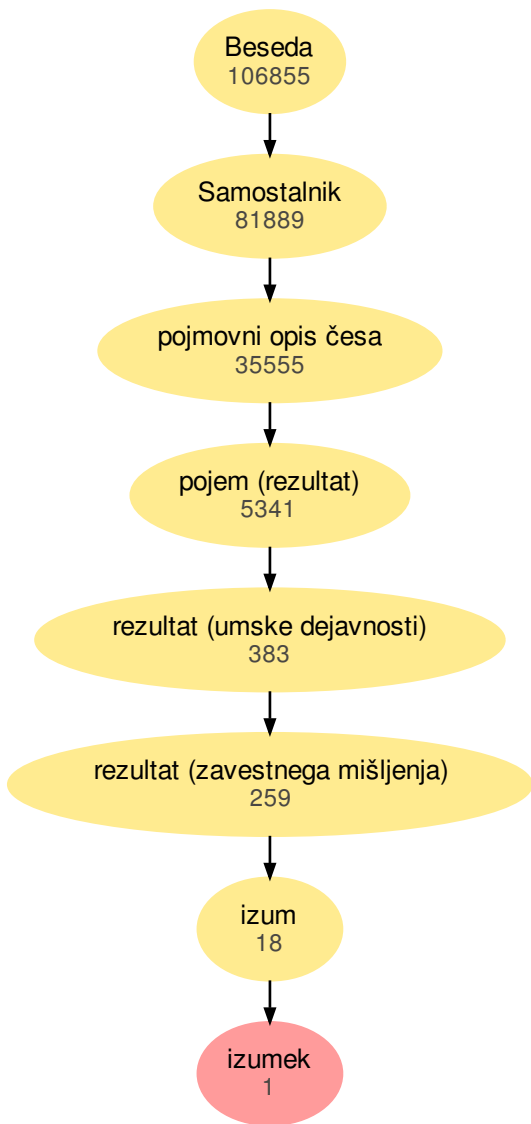 Beseda
106855
Samostalnik
81889
pojmovni opis česa
35555
pojem (rezultat)
5341
rezultat (umske dejavnosti)
383
rezultat (zavestnega mišljenja)
259
izum
18
izumek
1